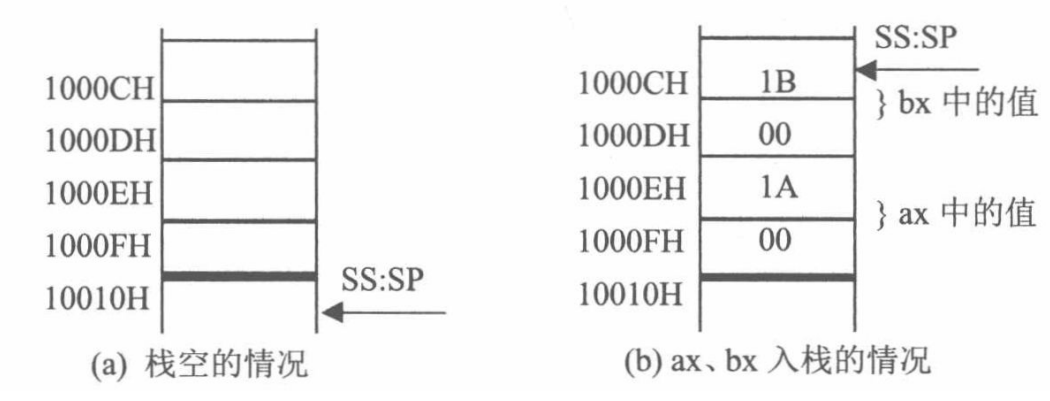 1000CH
1000DH
1000EH
1000FH
10010H
SS:SP
(a) 栈空的情况
SS:SP
1000CH 1B
} bx 中的值
1000DH 00
1000EH 1A
} ax 中的值
1000FH 00
10010H
(b) ax、bx 入栈的情况